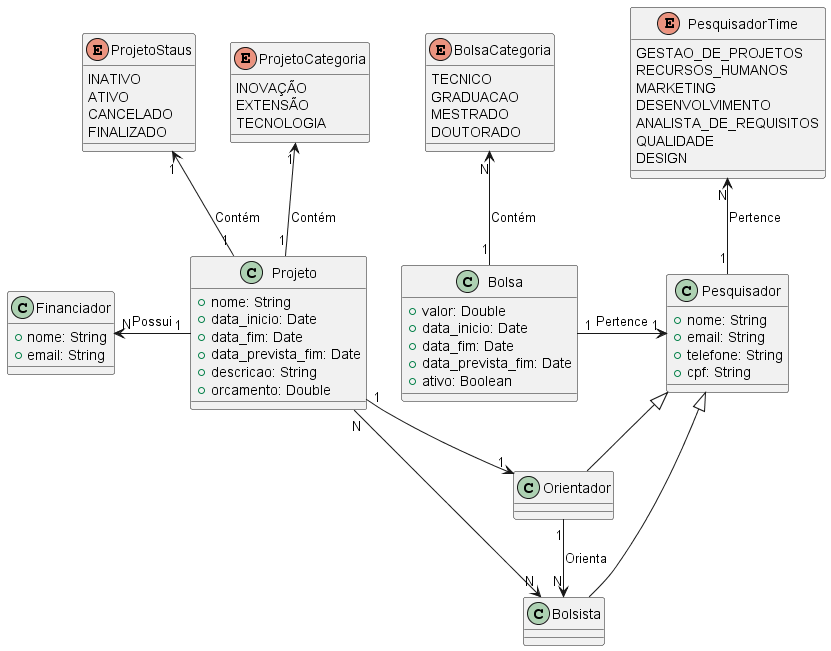 E ProjetoStaus
INATIVO
ATIVO
CANCELADO
FINALIZADO
E ProjetoCategoria
INOVAÇÃO
EXTENSÃO
TECNOLOGIA
E BolsaCategoria
TECNICO
GRADUACAO
MESTRADO
DOUTORADO
E PesquisadorTime
GESTAO_DE_PROJETOS
RECURSOS_HUMANOS
MARKETING
DESENVOLVIMENTO
ANALISTA_DE_REQUISITOS
QUALIDADE
DESIGN
1
Contém
1
1
Contém
1
N
Contém
1
N
Pertence
1
C Financiador
nome: String
email: String
N Possui 1
C Projeto
nome: String
data_inicio: Date
data_fim: Date
data_prevista_fim: Date
descricao: String
orcamento: Double
C Bolsa
valor: Double
data_inicio: Date
data_fim: Date
data_prevista_fim: Date
ativo: Boolean
1 Pertence 1
C Pesquisador
nome: String
email: String
telefone: String
cpf: String
1
1
N
N
C Orientador
1
Orienta
N
C Bolsista